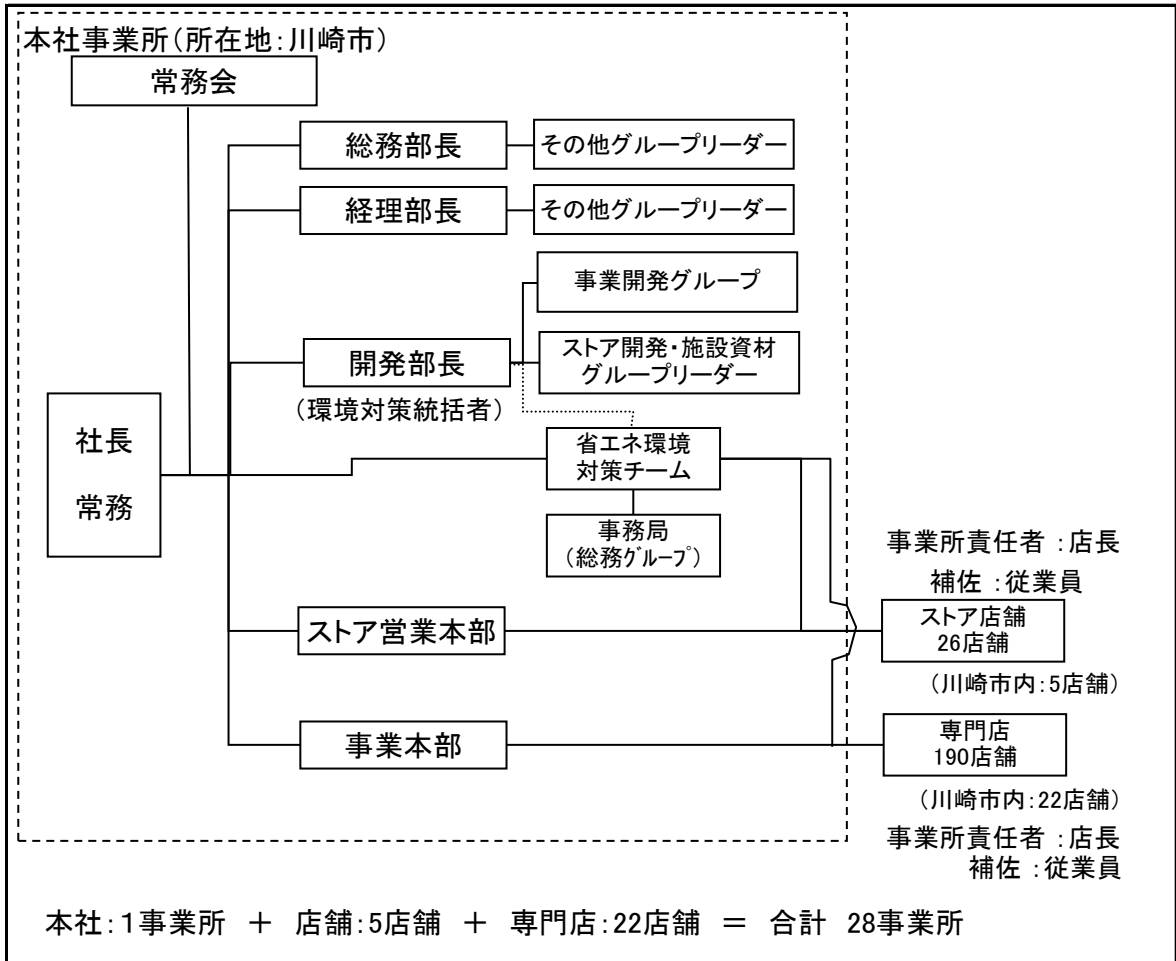 本社事業所(所在地:川崎市)
常務会
総務部長
その他グループリーダー
経理部長
その他グループリーダー
事業開発グループ
開発部長
(環境対策統括者)
ストア開発・施設資材
グループリーダー
社長
常務
省エネ環境
対策チーム
事務局
(総務ｸﾞﾙｰﾌﾟ)
事業所責任者:店長
補佐:従業員
ストア営業本部
ストア店舗
26店舗
(川崎市内:5店舗)
事業本部
専門店
190店舗
(川崎市内:22店舗)
事業所責任者:店長
補佐:従業員
本社:1事業所 + 店舗:5店舗 + 専門店:22店舗 = 合計 28事業所